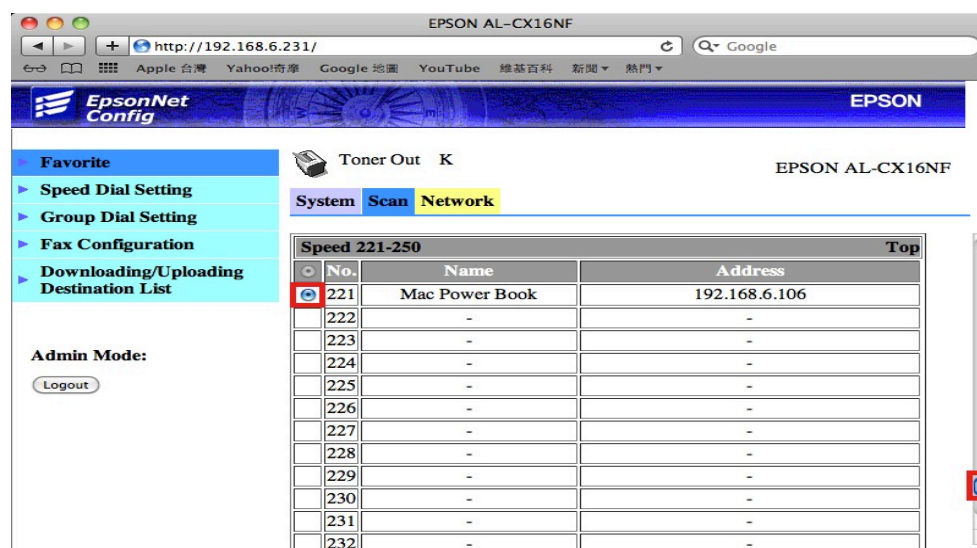 EPSON AL-CX16NF
http://192.168.6.231/
Google
Apple 台灣 Yahoo!奇摩 Google 地圖 YouTube 維基百科 新聞 熱門
EpsonNet
Config
EPSON
Favorite
Speed Dial Setting
Group Dial Setting
Fax Configuration
Downloading/Uploading
Destination List
Admin Mode:
Logout
Toner Out K
EPSON AL-CX16NF
System Scan Network
Speed 221-250 Top
No. Name Address
221 Mac Power Book 192.168.6.106
222 - -
223 - -
224 - -
225 - -
226 - -
227 - -
228 - -
229 - -
230 - -
231 - -
232 - -